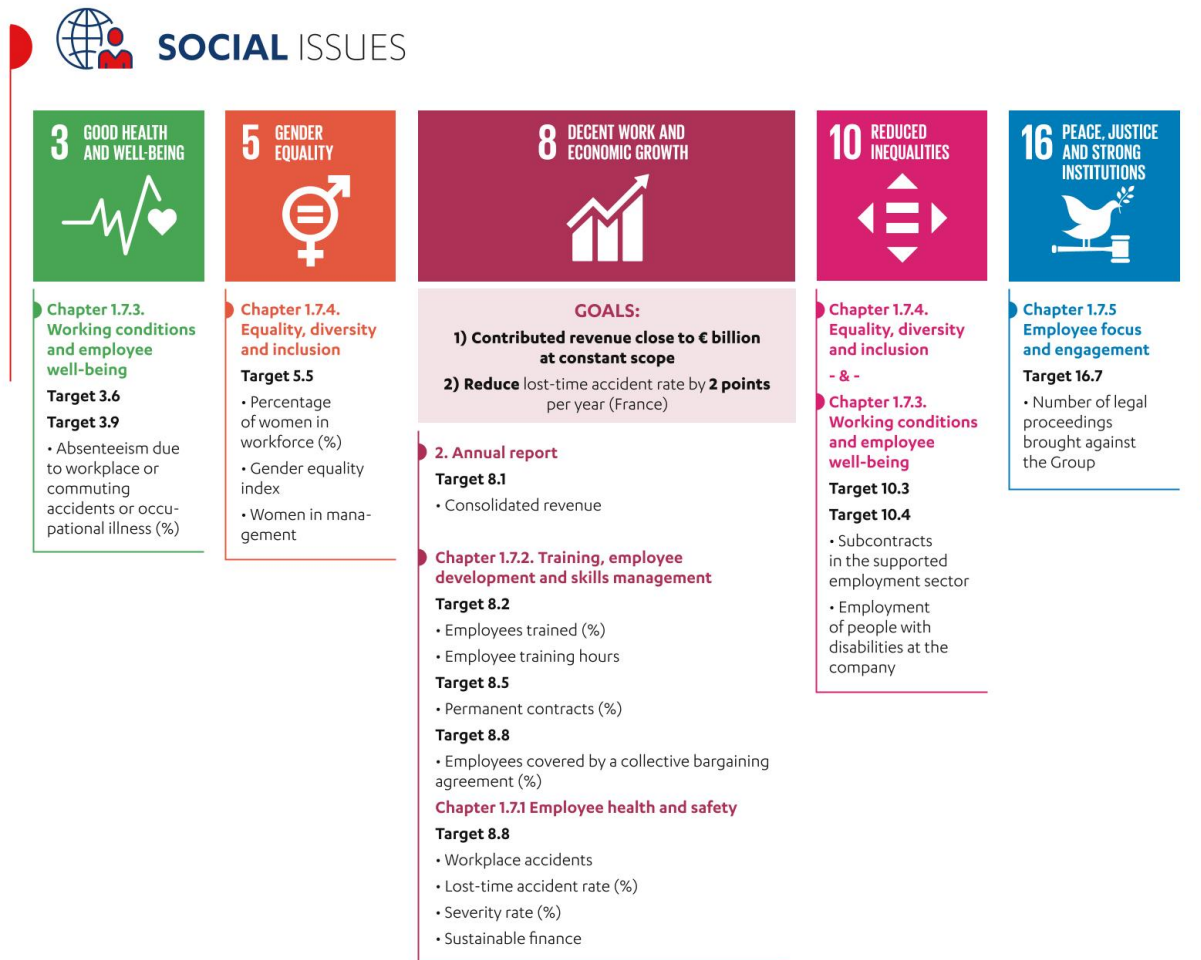 SOCIAL ISSUES
3 GOOD HEALTH
AND WELL-BEING
Chapter 1.7.3.
Working conditions
and employee
well-being
Target 3.6
Target 3.9
• Absenteeism due
to workplace or
commuting
accidents or occu-
pational illness (%)
5 GENDER
EQUALITY
Chapter 1.7.4.
Equality, diversity
and inclusion
Target 5.5
• Percentage
of women in
workforce (%)
• Gender equality
index
• Women in mana-
gement
8 DECENT WORK AND
ECONOMIC GROWTH
GOALS:
1) Contributed revenue close to € billion
at constant scope
2) Reduce lost-time accident rate by 2 points
per year (France)
2. Annual report
Target 8.1
• Consolidated revenue
Chapter 1.7.2. Training, employee
development and skills management
Target 8.2
• Employees trained (%)
• Employee training hours
Target 8.5
• Permanent contracts (%)
Target 8.8
• Employees covered by a collective bargaining
agreement (%)
Chapter 1.7.1 Employee health and safety
Target 8.8
• Workplace accidents
• Lost-time accident rate (%)
• Severity rate (%)
• Sustainable finance
10 REDUCED
INEQUALITIES
Chapter 1.7.4.
Equality, diversity
and inclusion
- & -
Chapter 1.7.3.
Working conditions
and employee
well-being
Target 10.3
Target 10.4
• Subcontracts
in the supported
employment sector
• Employment
of people with
disabilities at the
company
16 PEACE, JUSTICE
AND STRONG
INSTITUTIONS
Chapter 1.7.5
Employee focus
and engagement
Target 16.7
• Number of legal
proceedings
brought against
the Group